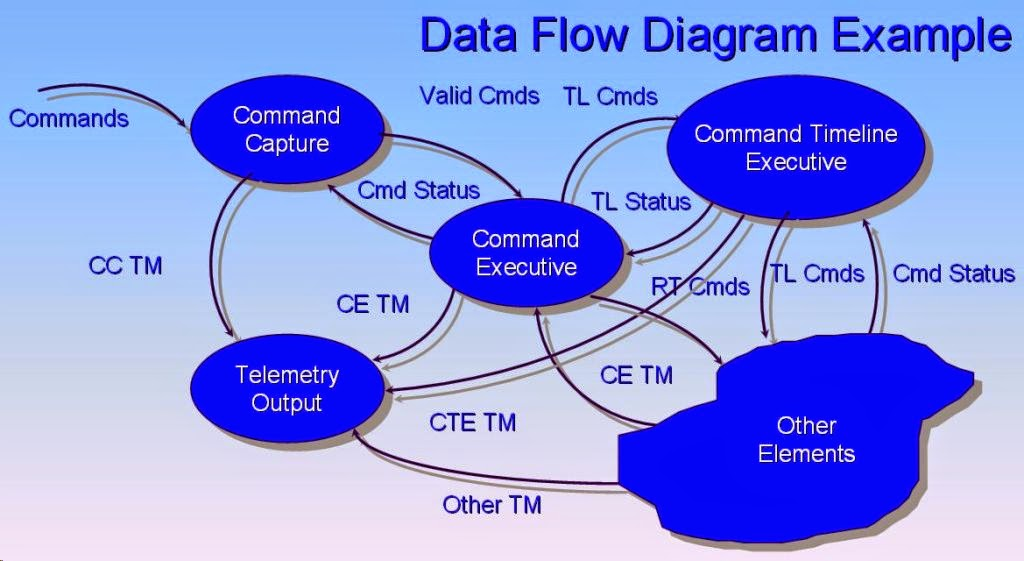 Data Flow Diagram Example
Commands
Command
Capture
Valid Cmds
TL Cmds
Command Timeline
Executive
Cmd Status
TL Status
Command
Executive
CC TM
CE TM
RT Cmds
TL Cmds
Cmd Status
Telemetry
Output
CE TM
CTE TM
Other
Elements
Other TM